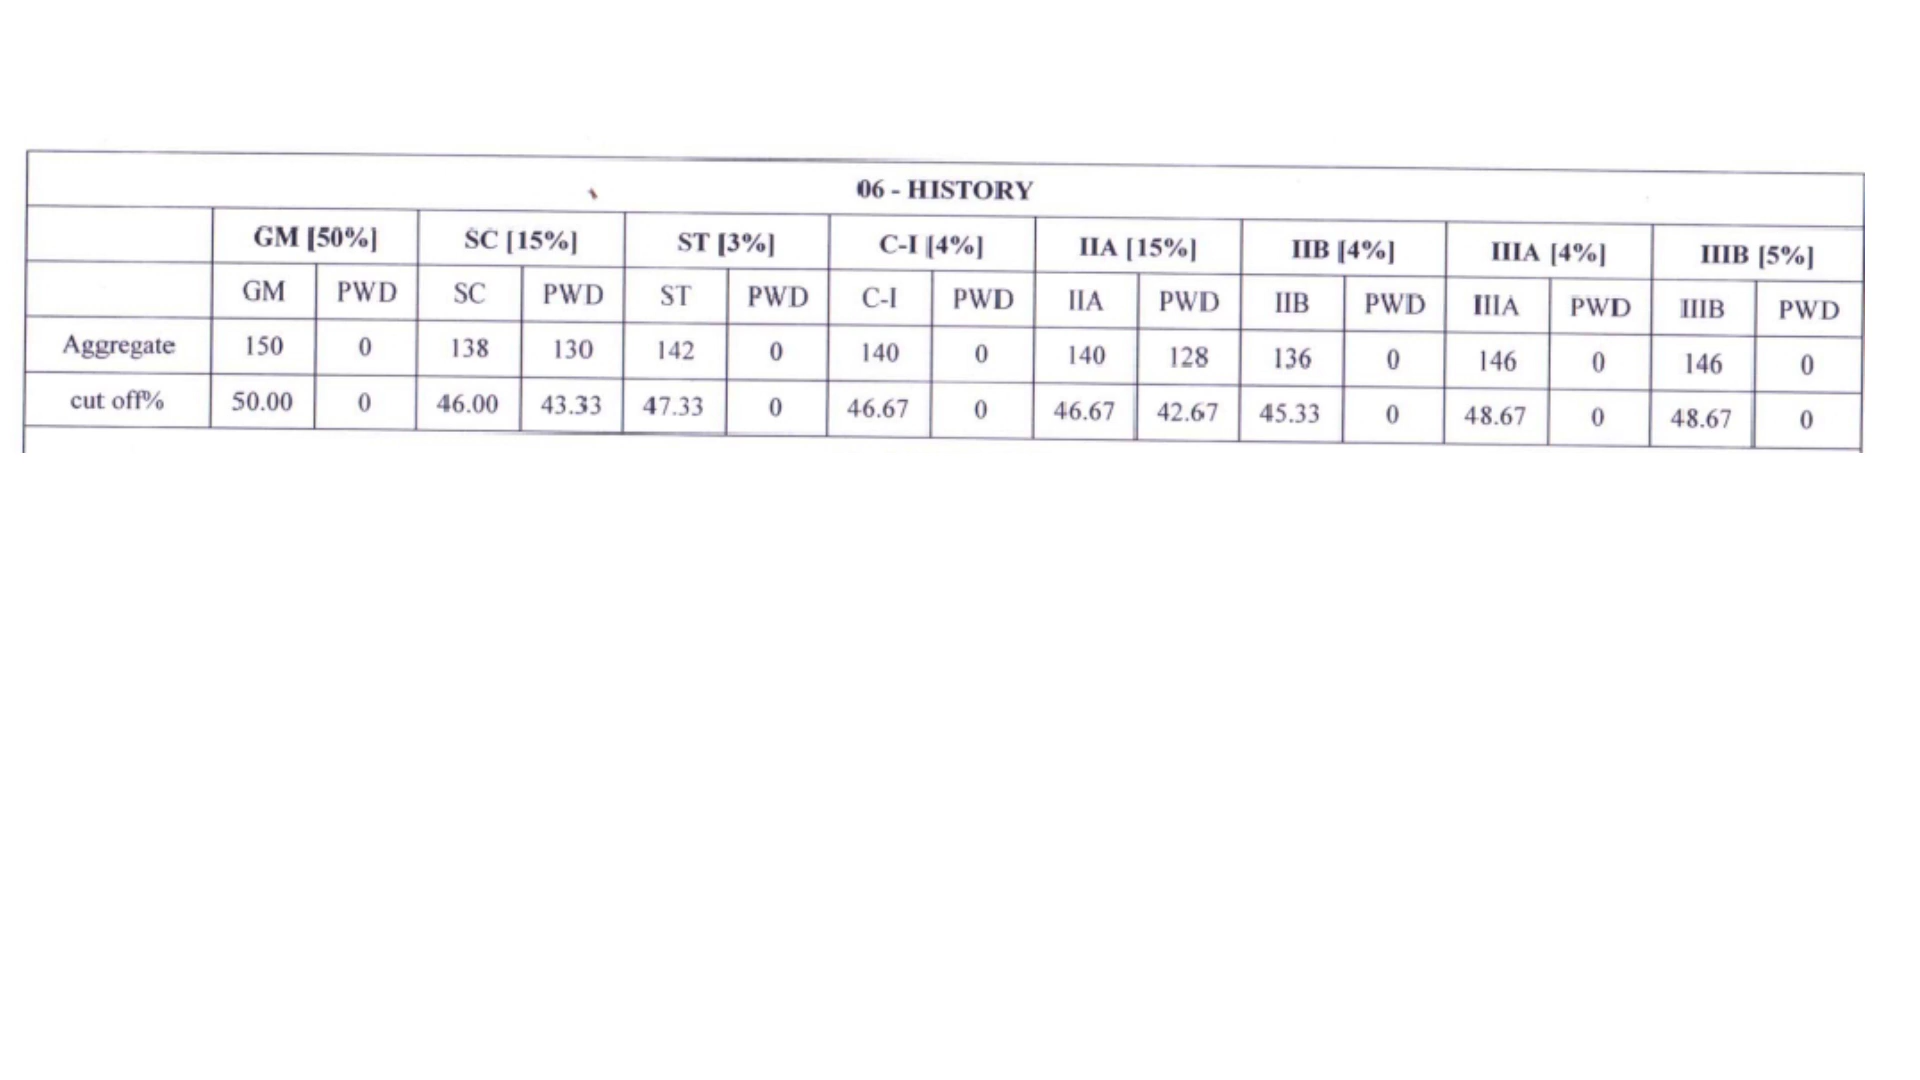 06 - HISTORY
GM [50%] SC [15%] ST [3%] C-I [4%] IIA [15%] IIB [4%] IIIA [4%] IIIB [5%]
GM PWD SC PWD ST PWD C-I PWD IIA PWD IIB PWD IIIA PWD IIIB PWD
Aggregate 150 0 138 130 142 0 140 0 140 128 136 0 146 0 146 0
cut off% 50.00 0 46.00 43.33 47.33 0 46.67 0 46.67 42.67 45.33 0 48.67 0 48.67 0